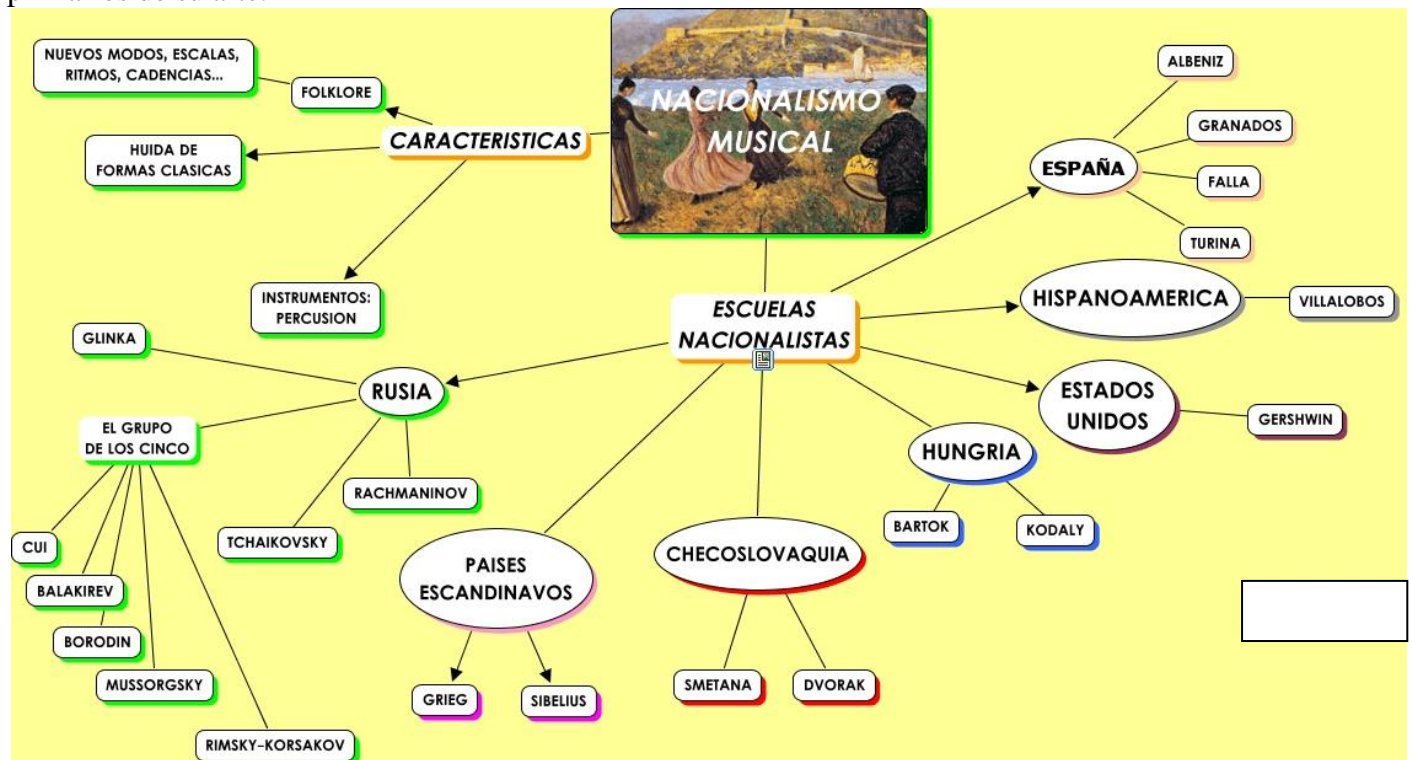 NACIONALISMO
MUSICAL
CARACTERISTICAS
FOLKLORE
NUEVOS MODOS, ESCALAS,
RITMOS, CADENCIAS...
HUIDA DE
FORMAS CLASICAS
INSTRUMENTOS:
PERCUSION
ESCUELAS
NACIONALISTAS
ESPAÑA
ALBENIZ
GRANADOS
FALLA
TURINA
HISPANOAMERICA
VILLALOBOS
ESTADOS
UNIDOS
GERSHWIN
HUNGRIA
BARTOK
KODALY
CHECOSLOVAQUIA
SMETANA
DVORAK
PAISES
ESCANDINAVOS
GRIEG
SIBELIUS
RUSIA
GLINKA
EL GRUPO
DE LOS CINCO
CUI
BALAKIREV
BORODIN
MUSSORGSKY
RIMSKY-KORSAKOV
TCHAIKOVSKY
RACHMANINOV